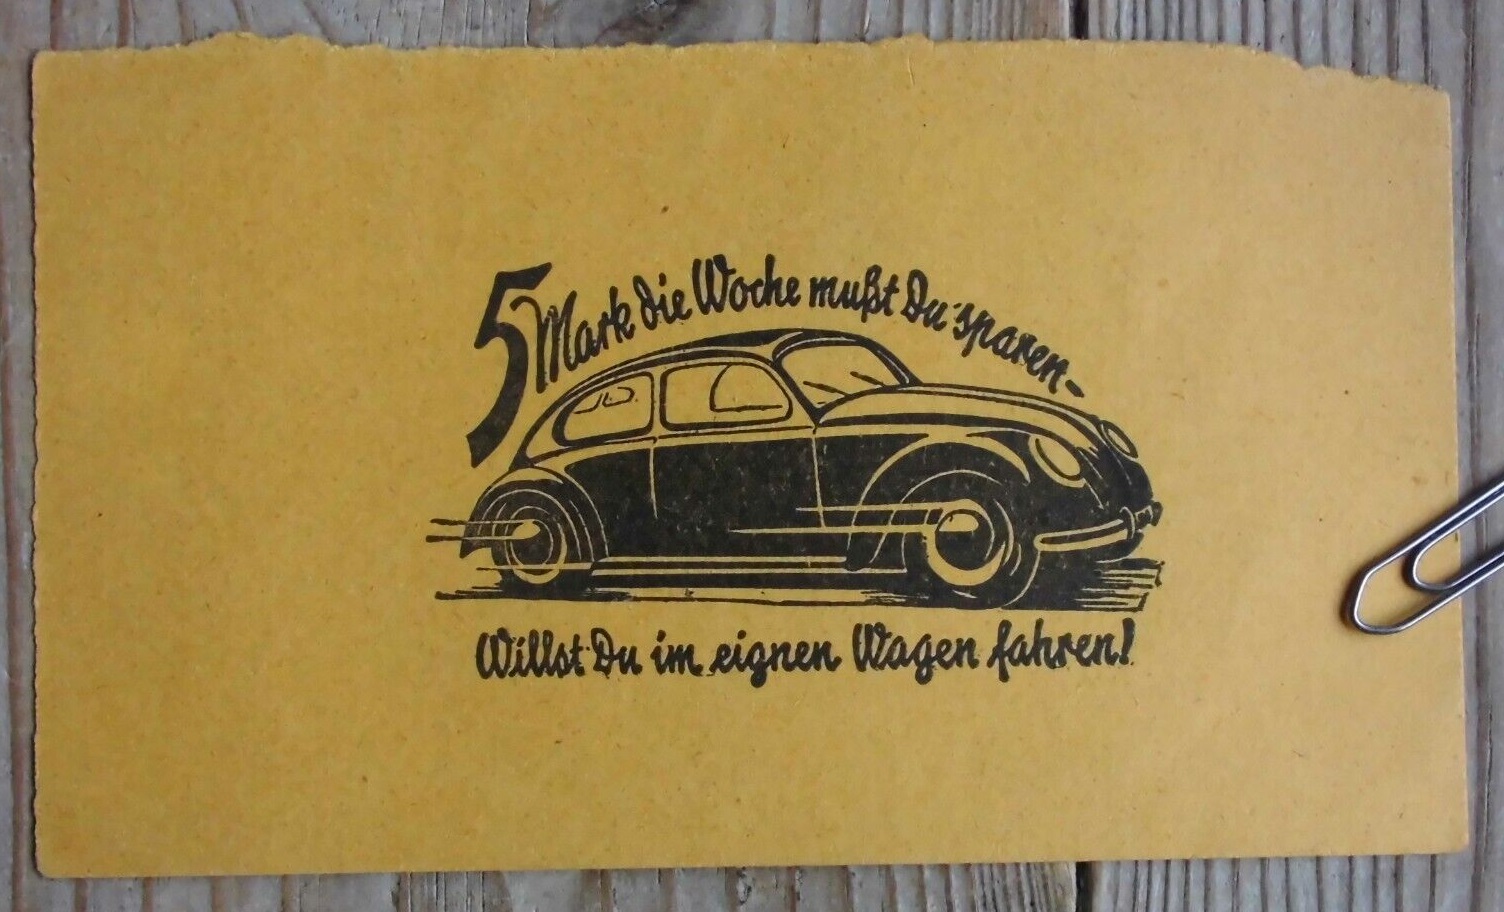 5 Mark die Woche mußt Du sparen-
Willst Du im eignen Wagen fahren!